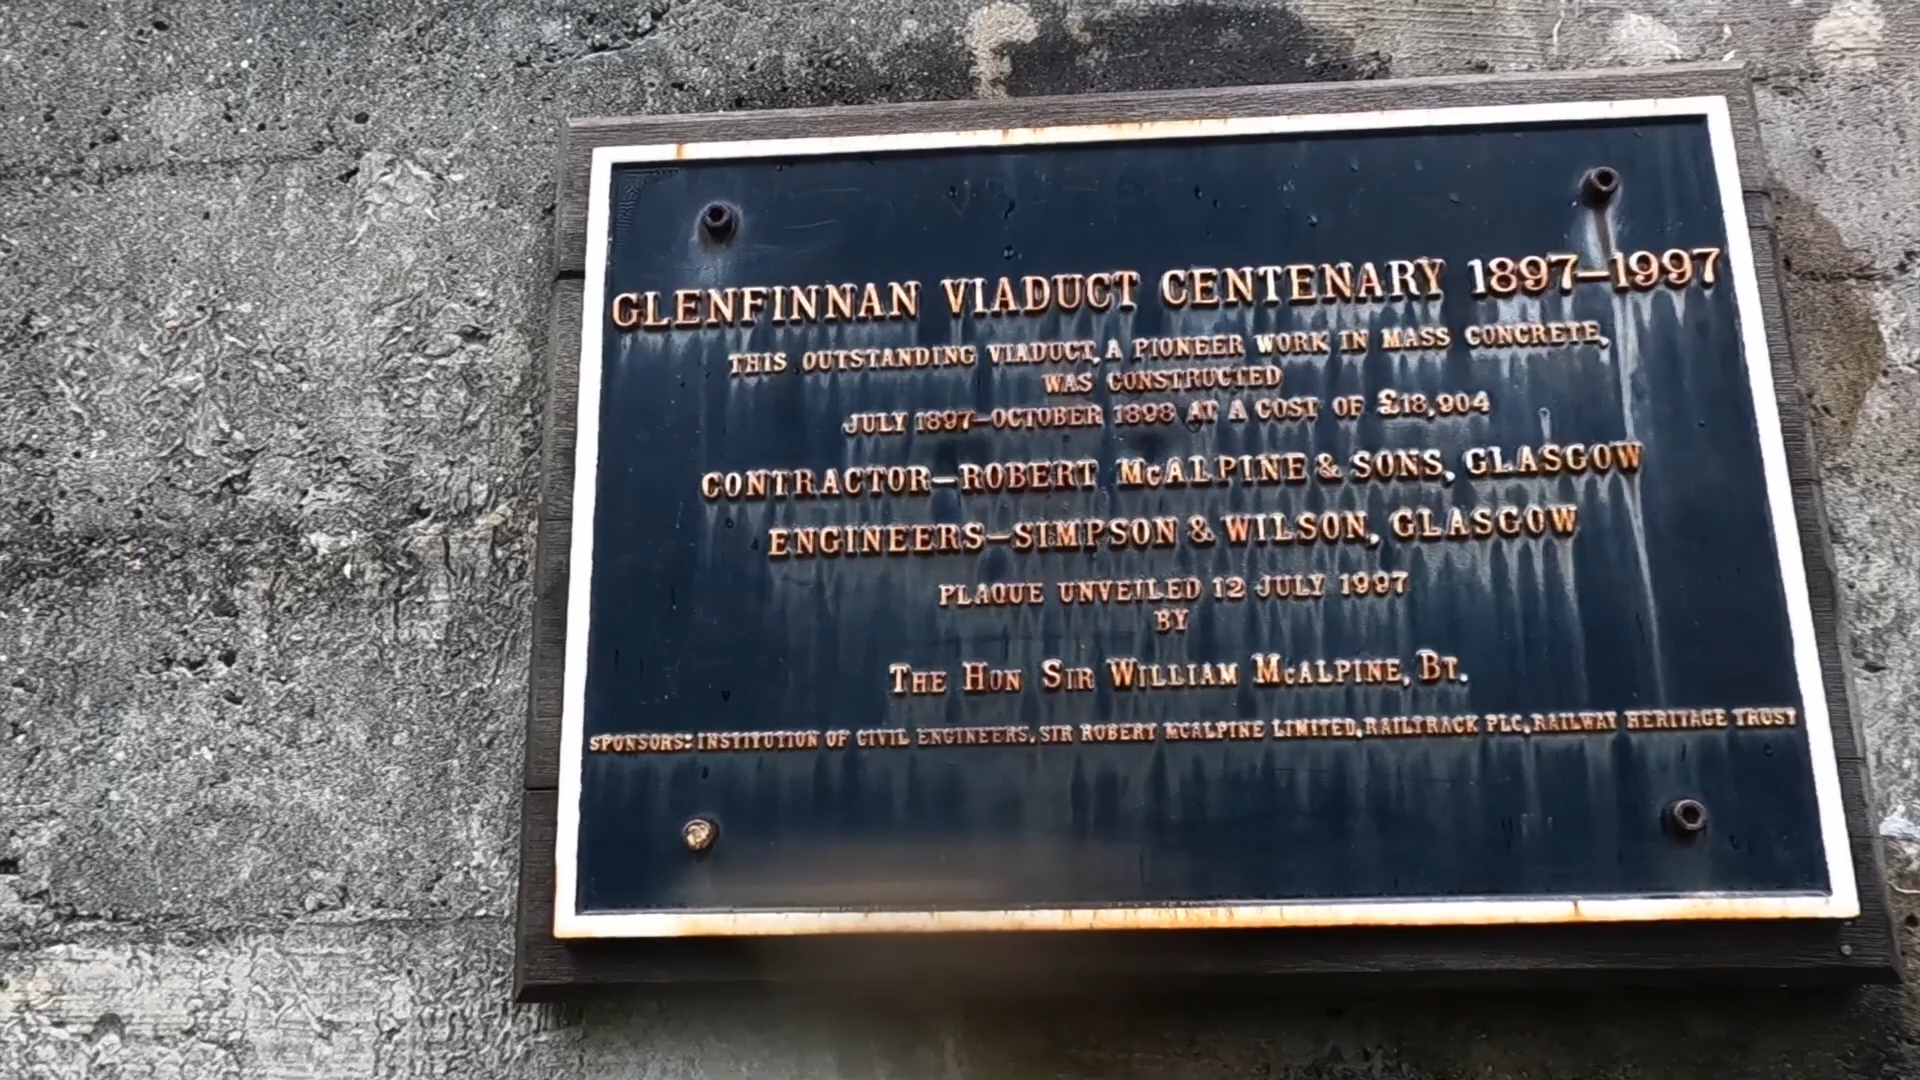 GLENFINNAN VIADUCT CENTENARY 1897–1997
THIS OUTSTANDING VIADUCT, A PIONEER WORK IN MASS CONCRETE,
WAS CONSTRUCTED
JULY 1897–OCTOBER 1898 AT A COST OF £18,904
CONTRACTOR–ROBERT McALPINE & SONS, GLASGOW
ENGINEERS–SIMPSON & WILSON, GLASGOW
PLAQUE UNVEILED 12 JULY 1997
BY
THE HON SIR WILLIAM McALPINE, BT.
SPONSORS: INSTITUTION OF CIVIL ENGINEERS, SIR ROBERT MCALPINE LIMITED, RAILTRACK PLC, RAILWAY HERITAGE TRUST